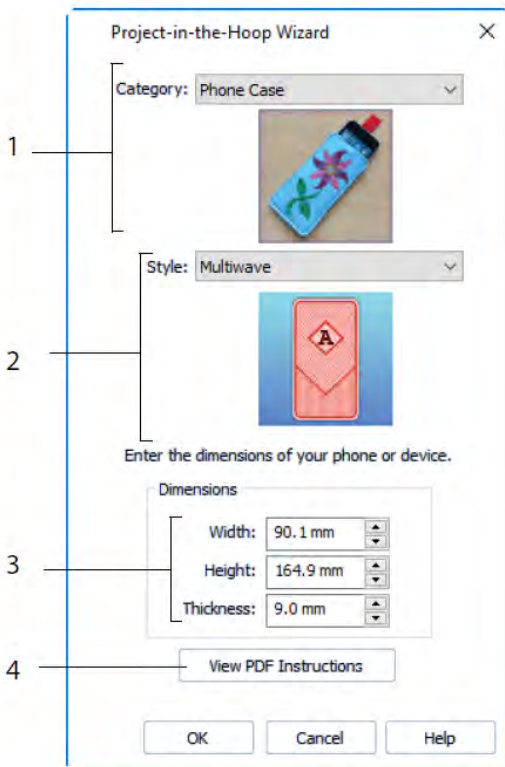 Project-in-the-Hoop Wizard
Category: Phone Case
1
Style: Multiwave
A
2
Enter the dimensions of your phone or device.
Dimensions
Width: 90.1 mm
3
Height: 164.9 mm
Thickness: 9.0 mm
4
View PDF Instructions
OK Cancel Help